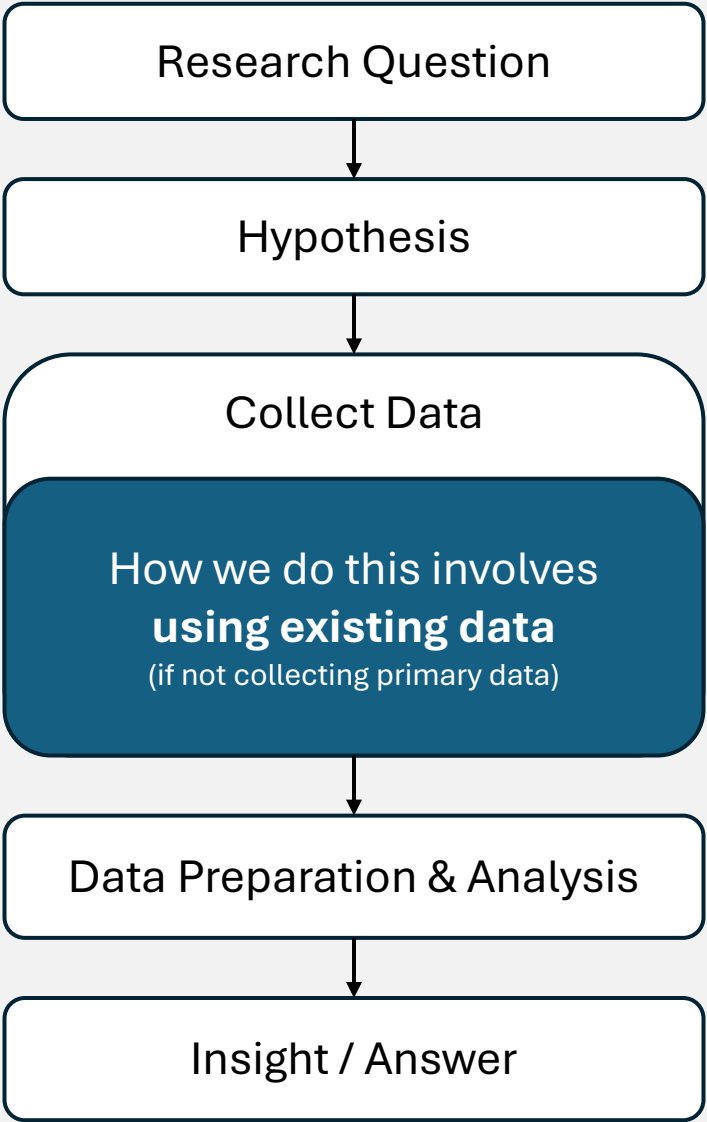 Research Question
Hypothesis
Collect Data
How we do this involves
using existing data
(if not collecting primary data)
Data Preparation & Analysis
Insight / Answer